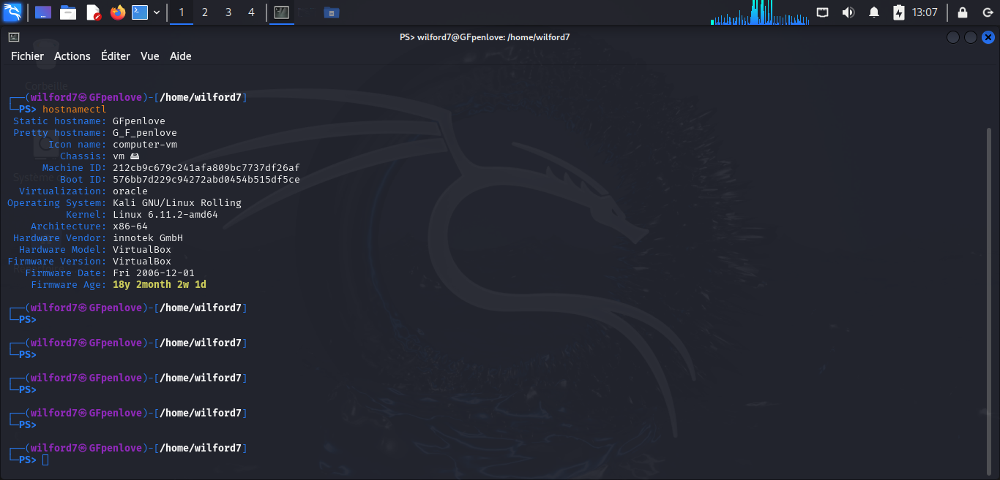 1 2 3 4 13:07
PS> wilford7@GFpenlove: /home/wilford7
Fichier Actions Éditer Vue Aide
Corbeille
┌──(wilford7㉿GFpenlove)-[/home/wilford7]
└─PS> hostnamectl
Static hostname: GFpenlove
Pretty hostname: G_F_penlove
Icon name: computer-vm
Chassis: vm 🖴
Machine ID: 212cb9c679c241afa809bc7737df26af
Boot ID: 576bb7d229c94272abd0454b515df5ce
Virtualization: oracle
Operating System: Kali GNU/Linux Rolling
Kernel: Linux 6.11.2-amd64
Architecture: x86-64
Hardware Vendor: innotek GmbH
Hardware Model: VirtualBox
Firmware Version: VirtualBox
Firmware Date: Fri 2006-12-01
Firmware Age: 18y 2month 2w 1d
┌──(wilford7㉿GFpenlove)-[/home/wilford7]
└─PS>
┌──(wilford7㉿GFpenlove)-[/home/wilford7]
└─PS>
┌──(wilford7㉿GFpenlove)-[/home/wilford7]
└─PS>
┌──(wilford7㉿GFpenlove)-[/home/wilford7]
└─PS>
┌──(wilford7㉿GFpenlove)-[/home/wilford7]
└─PS>